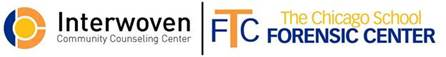 Interwoven
Community Counseling Center
FTC
The Chicago School
FORENSIC CENTER